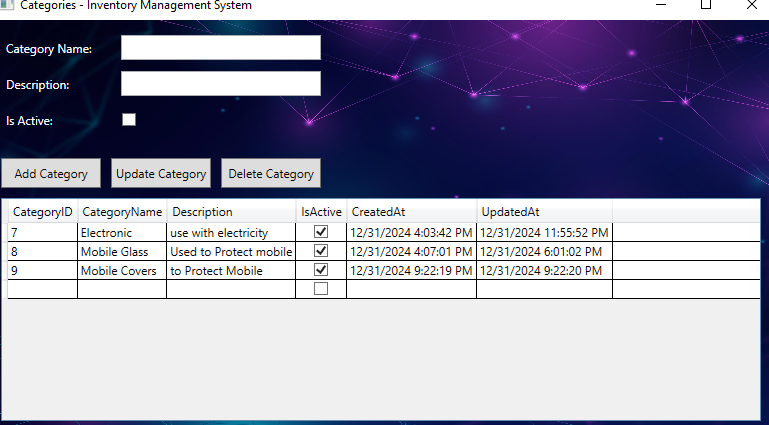 Categories - Inventory Management System
Category Name:
Description:
Is Active:
Add Category Update Category Delete Category
CategoryID CategoryName Description IsActive CreatedAt UpdatedAt
7 Electronic use with electricity 12/31/2024 4:03:42 PM 12/31/2024 11:55:52 PM
8 Mobile Glass Used to Protect mobile 12/31/2024 4:07:01 PM 12/31/2024 6:01:02 PM
9 Mobile Covers to Protect Mobile 12/31/2024 9:22:19 PM 12/31/2024 9:22:20 PM